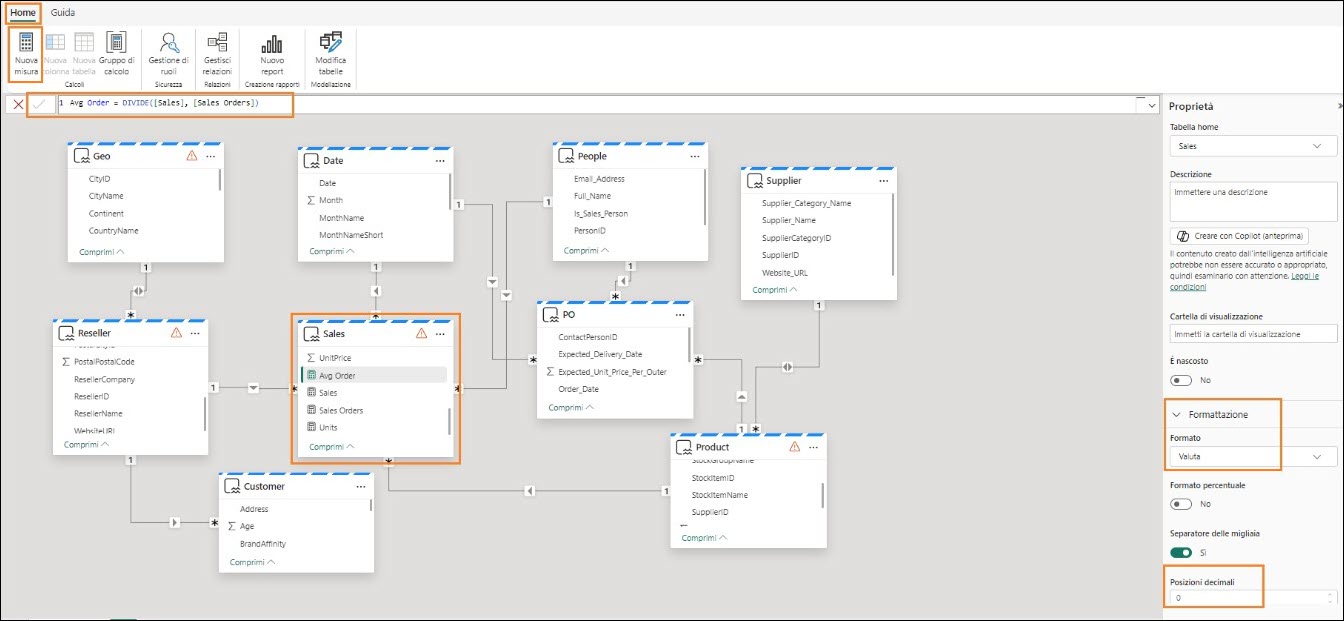 Home Guida
Nuova misura
Nuova colonna
Nuova tabella
Gruppo di calcolo
Calcoli
Gestione di ruoli
Sicurezza
Gestisci relazioni
Relazioni
Nuovo report
Creazione rapporti
Modifica tabelle
Modellazione
1 Avg Order = DIVIDE([Sales], [Sales Orders])
Geo
CityID
CityName
Continent
CountryName
Comprimi
Date
Date
Month
MonthName
MonthNameShort
Comprimi
People
Email_Address
Full_Name
Is_Sales_Person
PersonID
Comprimi
Supplier
Supplier_Category_Name
Supplier_Name
SupplierCategoryID
SupplierID
Website_URL
Comprimi
Reseller
PostalPostalCode
ResellerCompany
ResellerID
ResellerName
WebsiteURL
Comprimi
Sales
UnitPrice
Avg Order
Sales
Sales Orders
Units
Comprimi
PO
ContactPersonID
Expected_Delivery_Date
Expected_Unit_Price_Per_Outer
Order_Date
Comprimi
Customer
Address
Age
BrandAffinity
Comprimi
Product
StockGroupName
StockItemID
StockItemName
SupplierID
Comprimi
1
1
1
1
1
1
1
1
1
1
1
Proprietà
Tabella home
Sales
Descrizione
Immettere una descrizione
Creare con Copilot (anteprima)
Il contenuto creato dall'intelligenza artificiale
potrebbe non essere accurato o appropriato,
quindi esaminarlo con attenzione. Leggi le
condizioni
Cartella di visualizzazione
Immetti la cartella di visualizzazione
È nascosto
No
Formattazione
Formato
Valuta
Formato percentuale
No
Separatore delle migliaia
Sì
Posizioni decimali
0